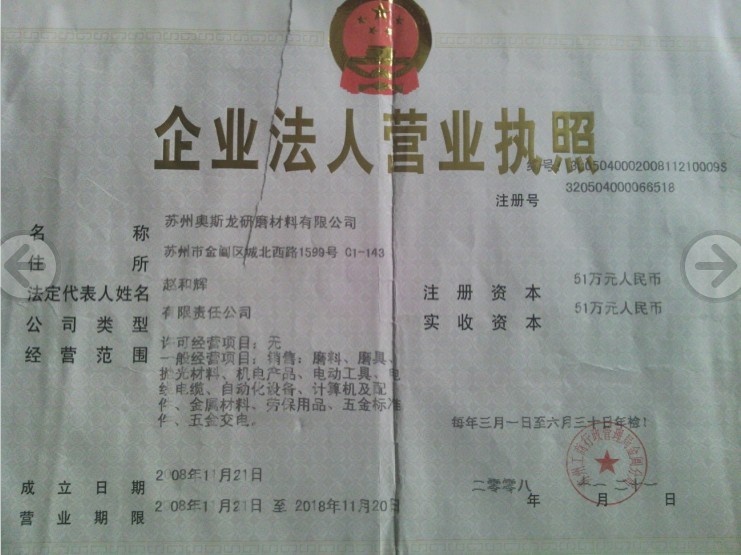 企业法人营业执照
编号 320504000200811210009S
注册号 320504000066518
名称 苏州奥斯龙研磨材料有限公司
住所 苏州市金阊区城北西路1599号 C1-143
法定代表人姓名 赵和辉
注册资本 51万元人民币
公司类型 有限责任公司
实收资本 51万元人民币
经营范围 许可经营项目：无
一般经营项目：销售：磨料、磨具、
抛光材料、机电产品、电动工具、电
线电缆、自动化设备、计算机及配
件、金属材料、劳保用品、五金标准
件、五金交电。
每年三月一日至六月三十日年检！
成立日期 2008年11月21日
营业期限 2008年11月21日 至 2018年11月20日
二零零八年十一月二十一日